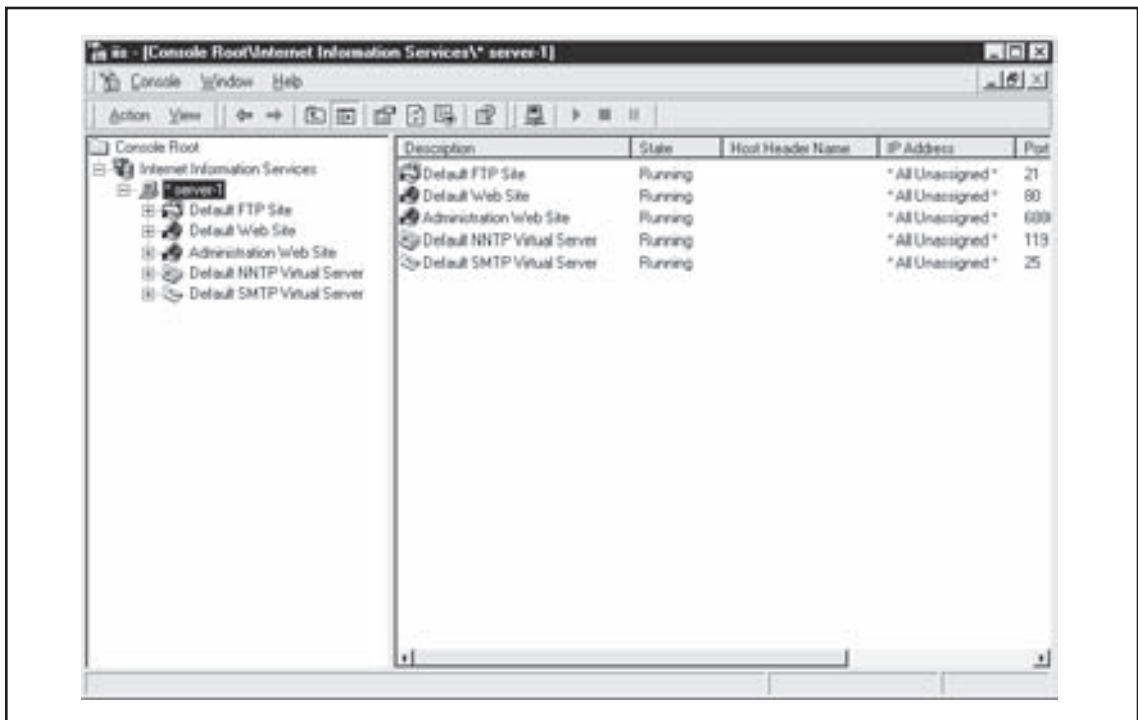 iis - [Console Root\Internet Information Services\* server-1]
Console Window Help
Action View
Console Root
Internet Information Services
* server-1
Default FTP Site
Default Web Site
Administration Web Site
Default NNTP Virtual Server
Default SMTP Virtual Server
Description State Host Header Name IP Address Port
Default FTP Site Running * All Unassigned * 21
Default Web Site Running * All Unassigned * 80
Administration Web Site Running * All Unassigned *
Default NNTP Virtual Server Running * All Unassigned * 119
Default SMTP Virtual Server Running * All Unassigned * 25